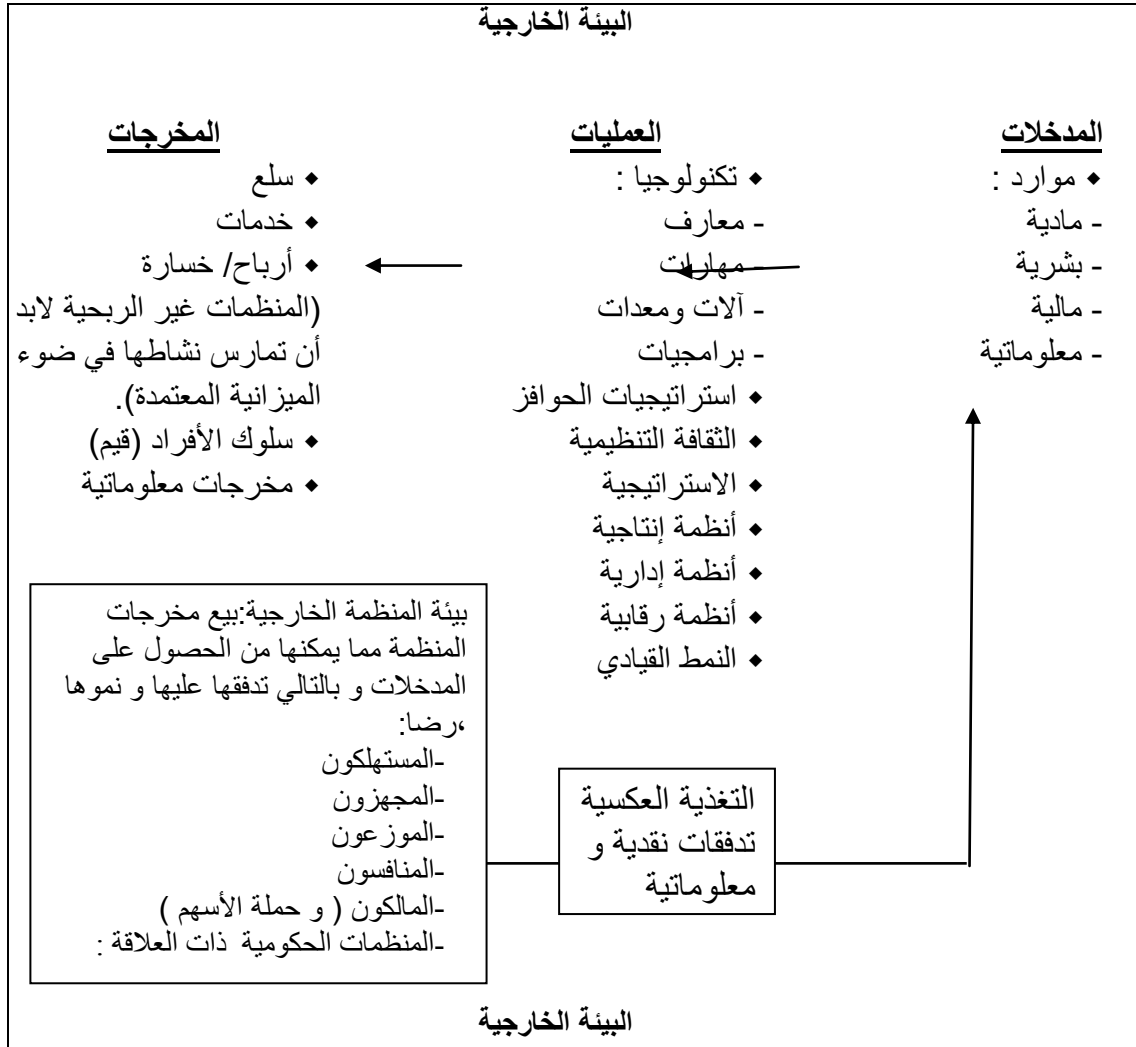 البيئة الخارجية
المدخلات
◆ موارد :
- مادية
- بشرية
- مالية
- معلوماتية
العمليات
◆ تكنولوجيا :
- معارف
- مهارات
- آلات ومعدات
- برامجيات
◆ استراتيجيات الحوافز
◆ الثقافة التنظيمية
◆ الاستراتيجية
◆ أنظمة إنتاجية
◆ أنظمة إدارية
◆ أنظمة رقابية
◆ النمط القيادي
المخرجات
◆ سلع
◆ خدمات
◆ أرباح/ خسارة
(المنظمات غير الربحية لابد
أن تمارس نشاطها في ضوء
الميزانية المعتمدة).
◆ سلوك الأفراد (قيم)
◆ مخرجات معلوماتية
التغذية العكسية
تدفقات نقدية و
معلوماتية
بيئة المنظمة الخارجية:بيع مخرجات
المنظمة مما يمكنها من الحصول على
المدخلات و بالتالي تدفقها عليها و نموها
،رضا:
-المستهلكون
-المجهزون
-الموزعون
-المنافسون
-المالكون ( و حملة الأسهم )
-المنظمات الحكومية ذات العلاقة :
البيئة الخارجية